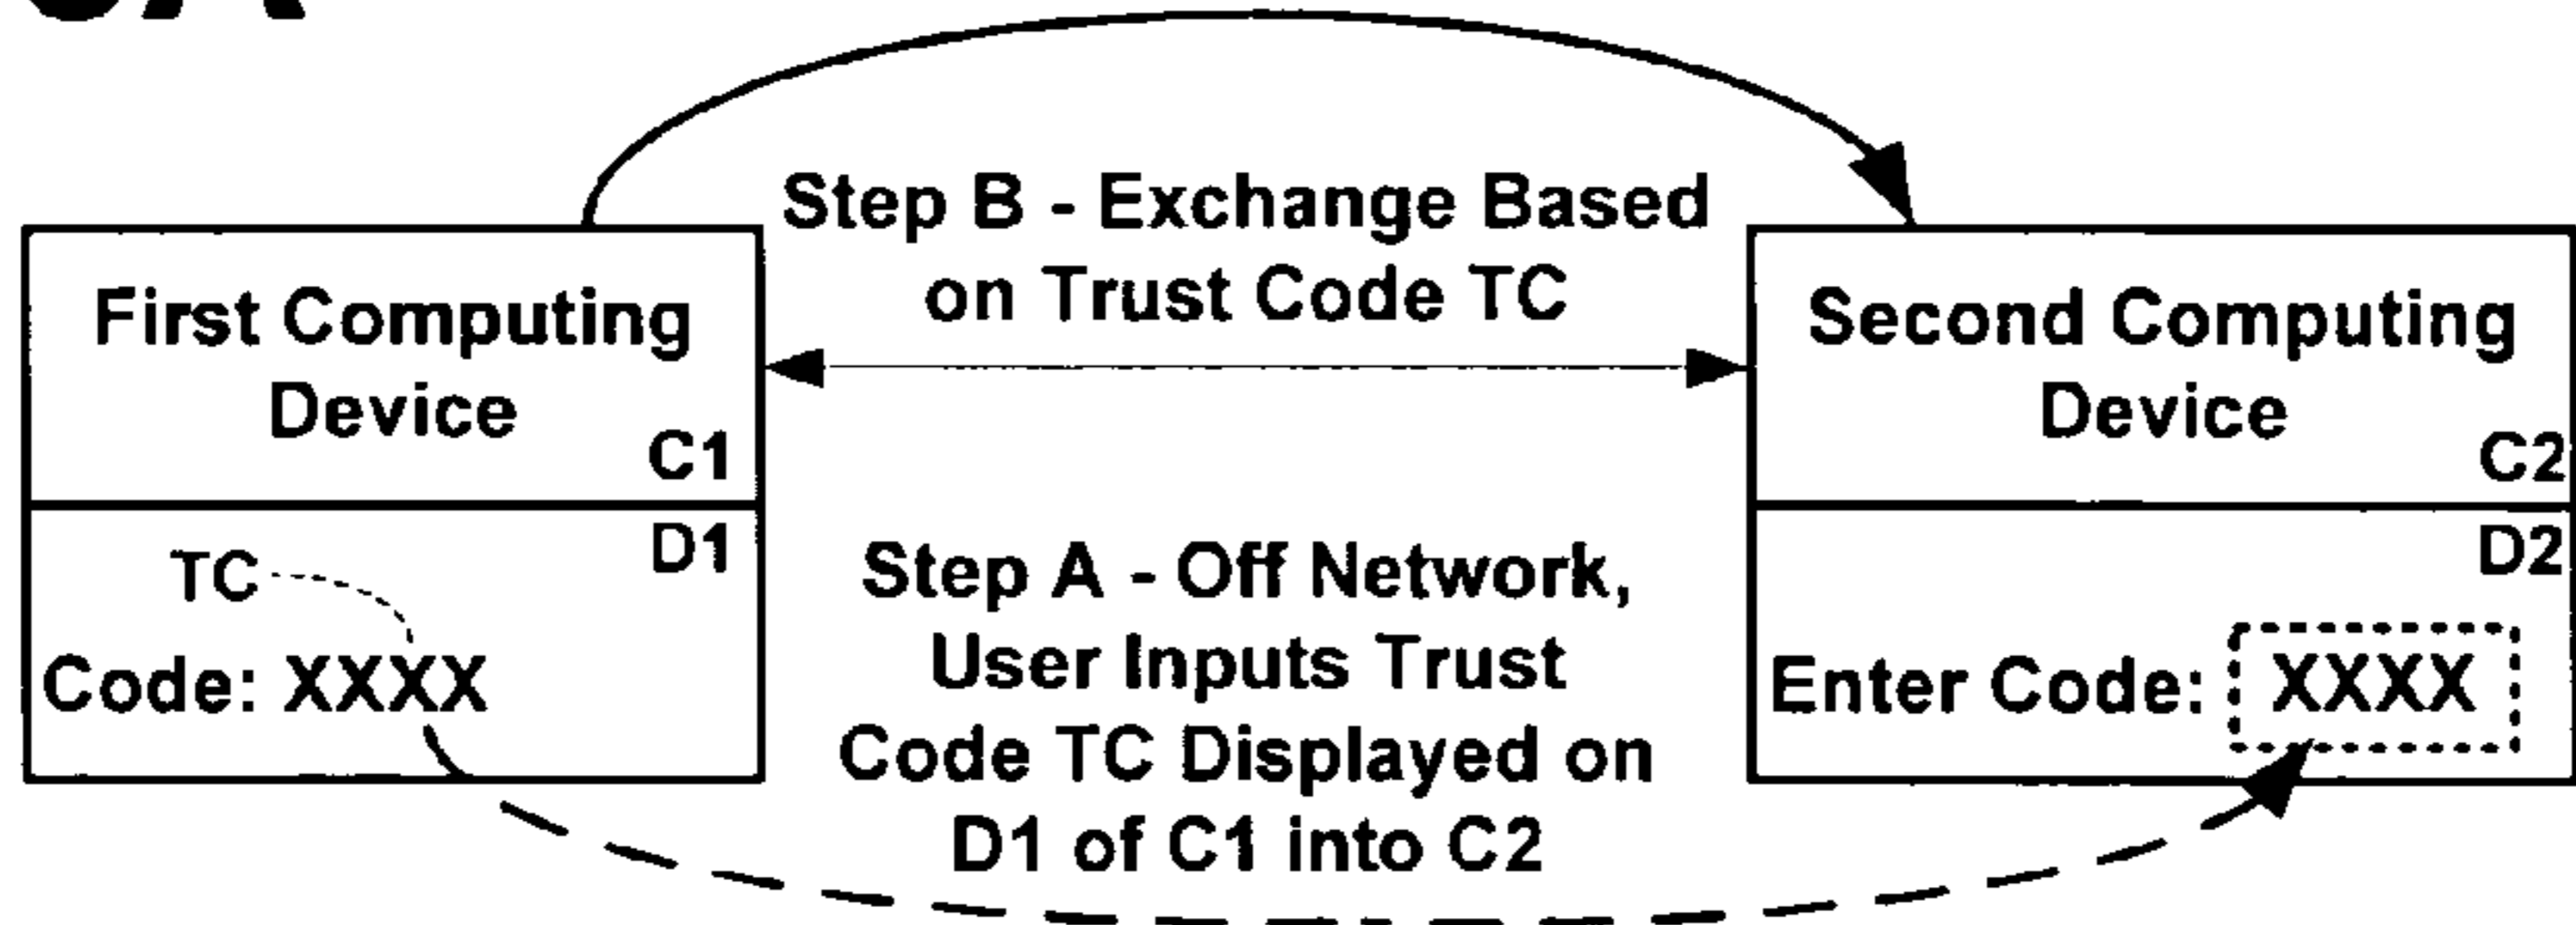 Step B - Exchange Based
on Trust Code TC
First Computing
Device
C1
Second Computing
Device
C2
D1
TC
Code: XXXX
Step A - Off Network,
User Inputs Trust
Code TC Displayed on
D1 of C1 into C2
D2
Enter Code: XXXX